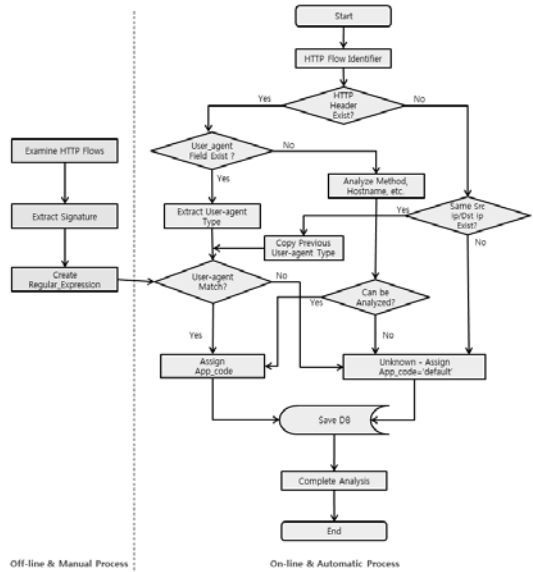 Start
HTTP Flow Identifier
HTTP
Header
Exist?
Yes
No
User_agent
Field Exist ?
No
Yes
Examine HTTP Flows
Analyze Method,
Hostname, etc.
Extract Signature
Extract User-agent
Type
Yes
Same Src
ip/Dst ip
Exist?
No
Copy Previous
User-agent Type
Create
Regular_Expression
User-agent
Match?
No
Yes
Can be
Analyzed?
Yes
No
Assign
App_code
Unknown - Assign
App_code='default'
Save DB
Complete Analysis
End
Off-line & Manual Process
On-line & Automatic Process